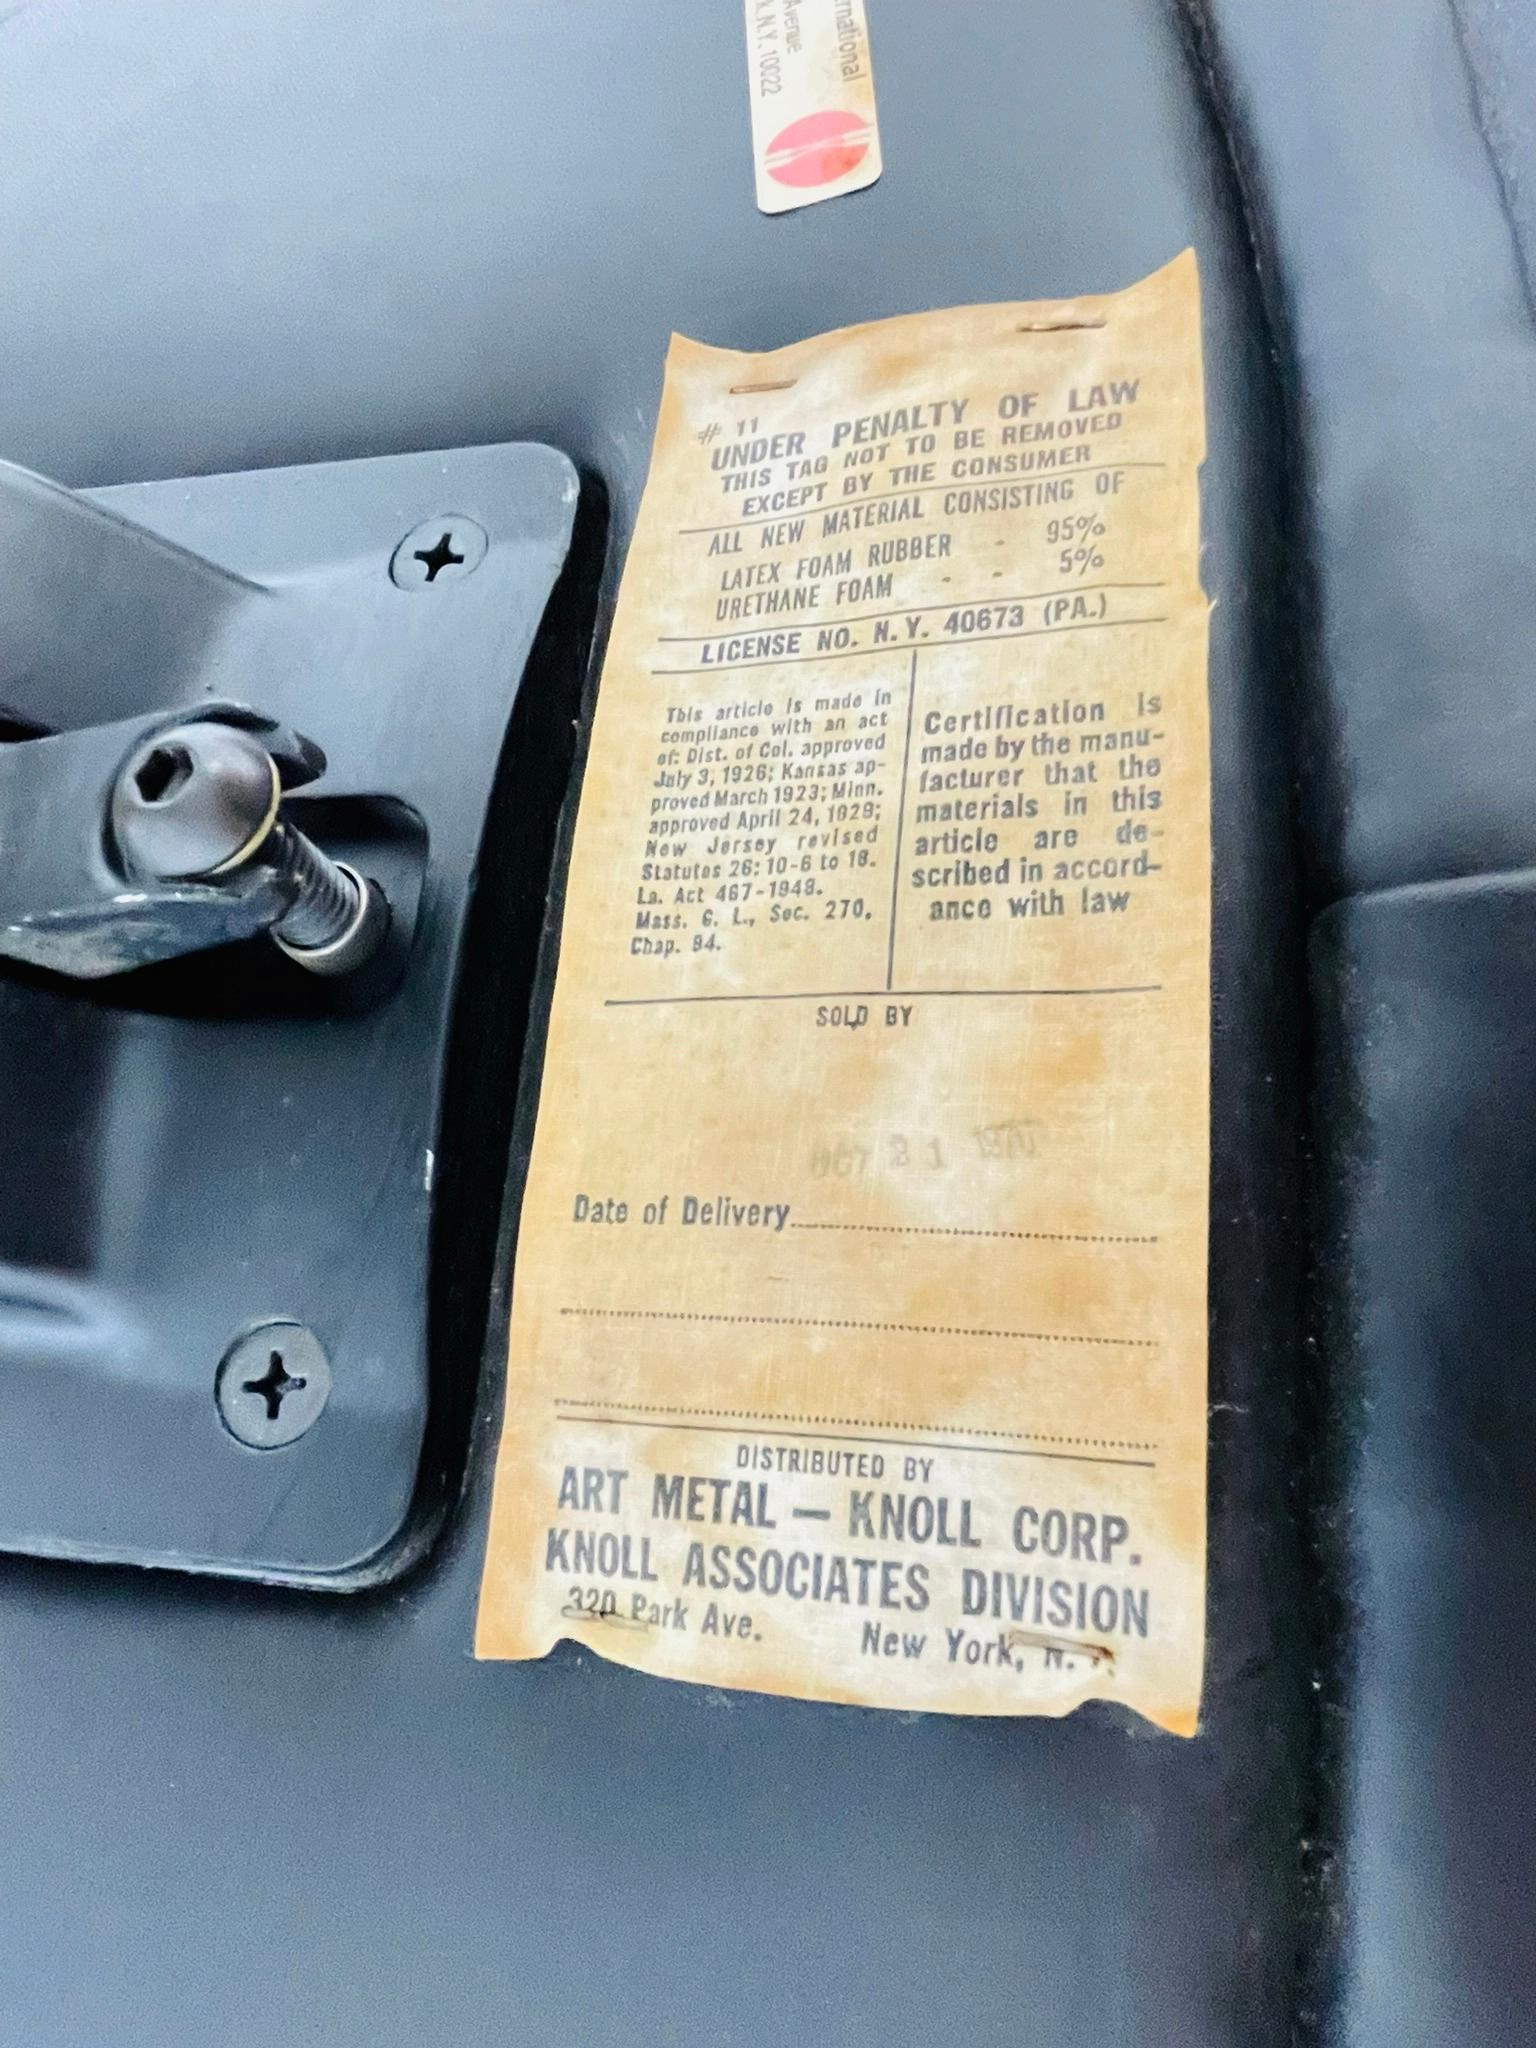 rnational
Avenue
N.Y. 10022
# 11
UNDER PENALTY OF LAW
THIS TAG NOT TO BE REMOVED
EXCEPT BY THE CONSUMER
ALL NEW MATERIAL CONSISTING OF
LATEX FOAM RUBBER - 95%
URETHANE FOAM - - 5%
LICENSE NO. N.Y. 40673 (PA.)
This article is made in
compliance with an act
of: Dist. of Col. approved
July 3, 1926; Kansas ap-
proved March 1923; Minn.
approved April 24, 1929;
New Jersey revised
Statutes 26: 10-6 to 18.
La. Act 467-1948.
Mass. G. L., Sec. 270,
Chap. 94.
Certification is
made by the manu-
facturer that the
materials in this
article are de-
scribed in accord-
ance with law
SOLD BY
Date of Delivery
DISTRIBUTED BY
ART METAL — KNOLL CORP.
KNOLL ASSOCIATES DIVISION
320 Park Ave. New York, N. Y.